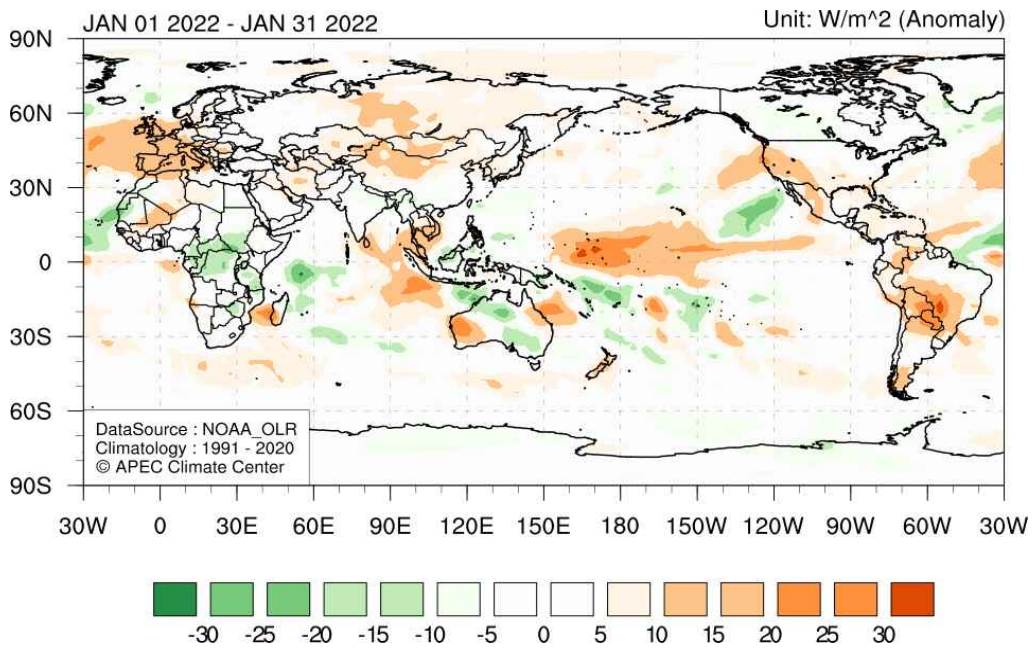 JAN 01 2022 - JAN 31 2022 Unit: W/m^2 (Anomaly)
90N
60N
30N
0
30S
60S
90S
DataSource : NOAA_OLR
Climatology : 1991 - 2020
© APEC Climate Center
30W 0 30E 60E 90E 120E 150E 180 150W 120W 90W 60W 30W
-30 -25 -20 -15 -10 -5 0 5 10 15 20 25 30